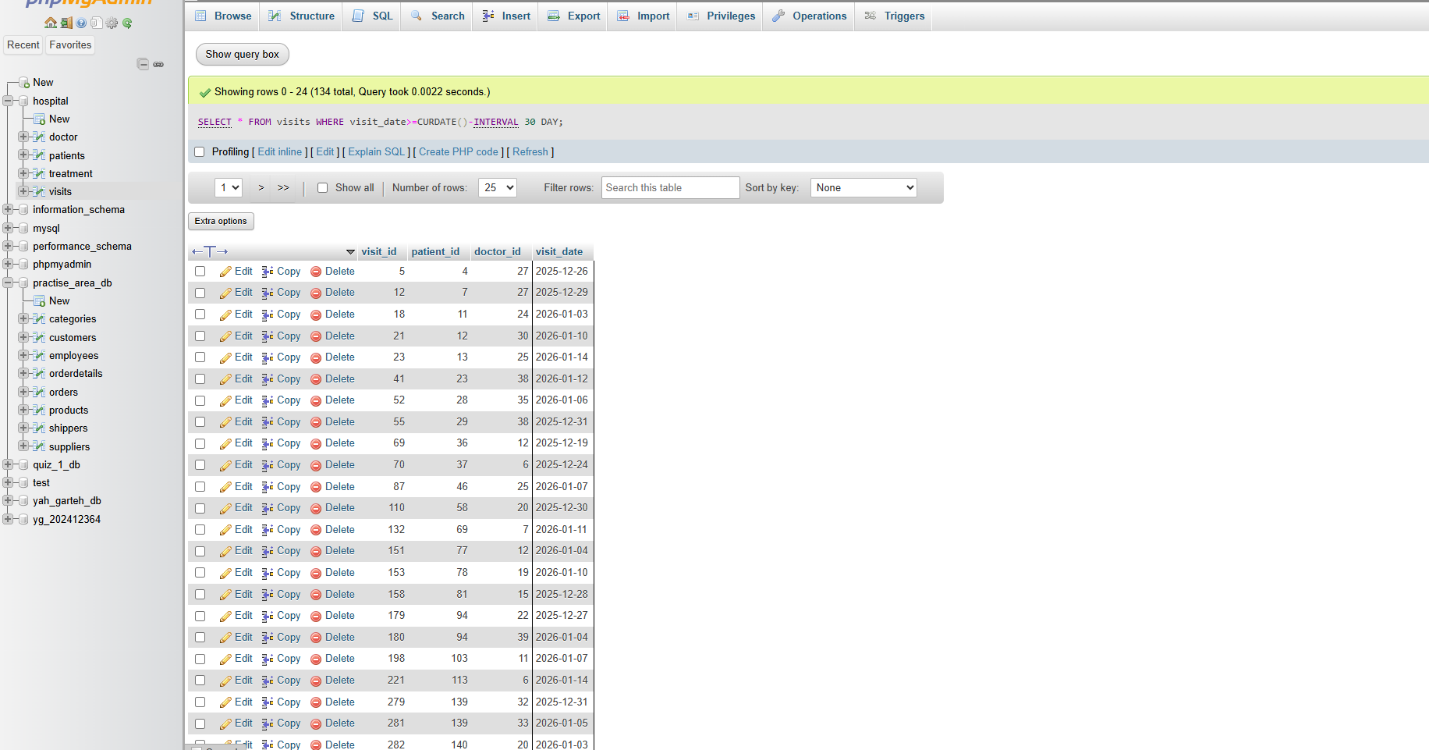 phpMyAdmin
Recent Favorites
New
hospital
New
doctor
patients
treatment
visits
information_schema
mysql
performance_schema
phpmyadmin
practise_area_db
New
categories
customers
employees
orderdetails
orders
products
shippers
suppliers
quiz_1_db
test
yah_garteh_db
yg_202412364
Browse Structure SQL Search Insert Export Import Privileges Operations Triggers
Show query box
Showing rows 0 - 24 (134 total, Query took 0.0022 seconds.)
SELECT * FROM visits WHERE visit_date>=CURDATE()-INTERVAL 30 DAY;
Profiling [ Edit inline ] [ Edit ] [ Explain SQL ] [ Create PHP code ] [ Refresh ]
1 > >> | Show all | Number of rows: 25 Filter rows: Search this table Sort by key: None
Extra options
←T→ visit_id patient_id doctor_id visit_date
Edit Copy Delete 5 4 27 2025-12-26
Edit Copy Delete 12 7 27 2025-12-29
Edit Copy Delete 18 11 24 2026-01-03
Edit Copy Delete 21 12 30 2026-01-10
Edit Copy Delete 23 13 25 2026-01-14
Edit Copy Delete 41 23 38 2026-01-12
Edit Copy Delete 52 28 35 2026-01-06
Edit Copy Delete 55 29 38 2025-12-31
Edit Copy Delete 69 36 12 2025-12-19
Edit Copy Delete 70 37 6 2025-12-24
Edit Copy Delete 87 46 25 2026-01-07
Edit Copy Delete 110 58 20 2025-12-30
Edit Copy Delete 132 69 7 2026-01-11
Edit Copy Delete 151 77 12 2026-01-04
Edit Copy Delete 153 78 19 2026-01-10
Edit Copy Delete 158 81 15 2025-12-28
Edit Copy Delete 179 94 22 2025-12-27
Edit Copy Delete 180 94 39 2026-01-04
Edit Copy Delete 198 103 11 2026-01-07
Edit Copy Delete 221 113 6 2026-01-14
Edit Copy Delete 279 139 32 2025-12-31
Edit Copy Delete 281 139 33 2026-01-05
Edit Copy Delete 282 140 20 2026-01-03